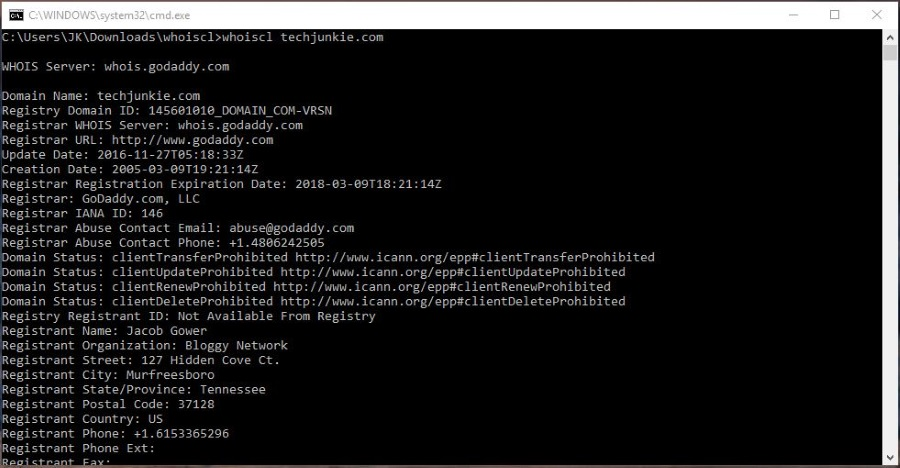 C:\WINDOWS\system32\cmd.exe
C:\Users\JK\Downloads\whoiscl>whoiscl techjunkie.com
WHOIS Server: whois.godaddy.com
Domain Name: techjunkie.com
Registry Domain ID: 145601010_DOMAIN_COM-VRSN
Registrar WHOIS Server: whois.godaddy.com
Registrar URL: http://www.godaddy.com
Update Date: 2016-11-27T05:18:33Z
Creation Date: 2005-03-09T19:21:14Z
Registrar Registration Expiration Date: 2018-03-09T18:21:14Z
Registrar: GoDaddy.com, LLC
Registrar IANA ID: 146
Registrar Abuse Contact Email: abuse@godaddy.com
Registrar Abuse Contact Phone: +1.4806242505
Domain Status: clientTransferProhibited http://www.icann.org/epp#clientTransferProhibited
Domain Status: clientUpdateProhibited http://www.icann.org/epp#clientUpdateProhibited
Domain Status: clientRenewProhibited http://www.icann.org/epp#clientRenewProhibited
Domain Status: clientDeleteProhibited http://www.icann.org/epp#clientDeleteProhibited
Registry Registrant ID: Not Available From Registry
Registrant Name: Jacob Gower
Registrant Organization: Bloggy Network
Registrant Street: 127 Hidden Cove Ct.
Registrant City: Murfreesboro
Registrant State/Province: Tennessee
Registrant Postal Code: 37128
Registrant Country: US
Registrant Phone: +1.6153365296
Registrant Phone Ext:
Registrant Fax: